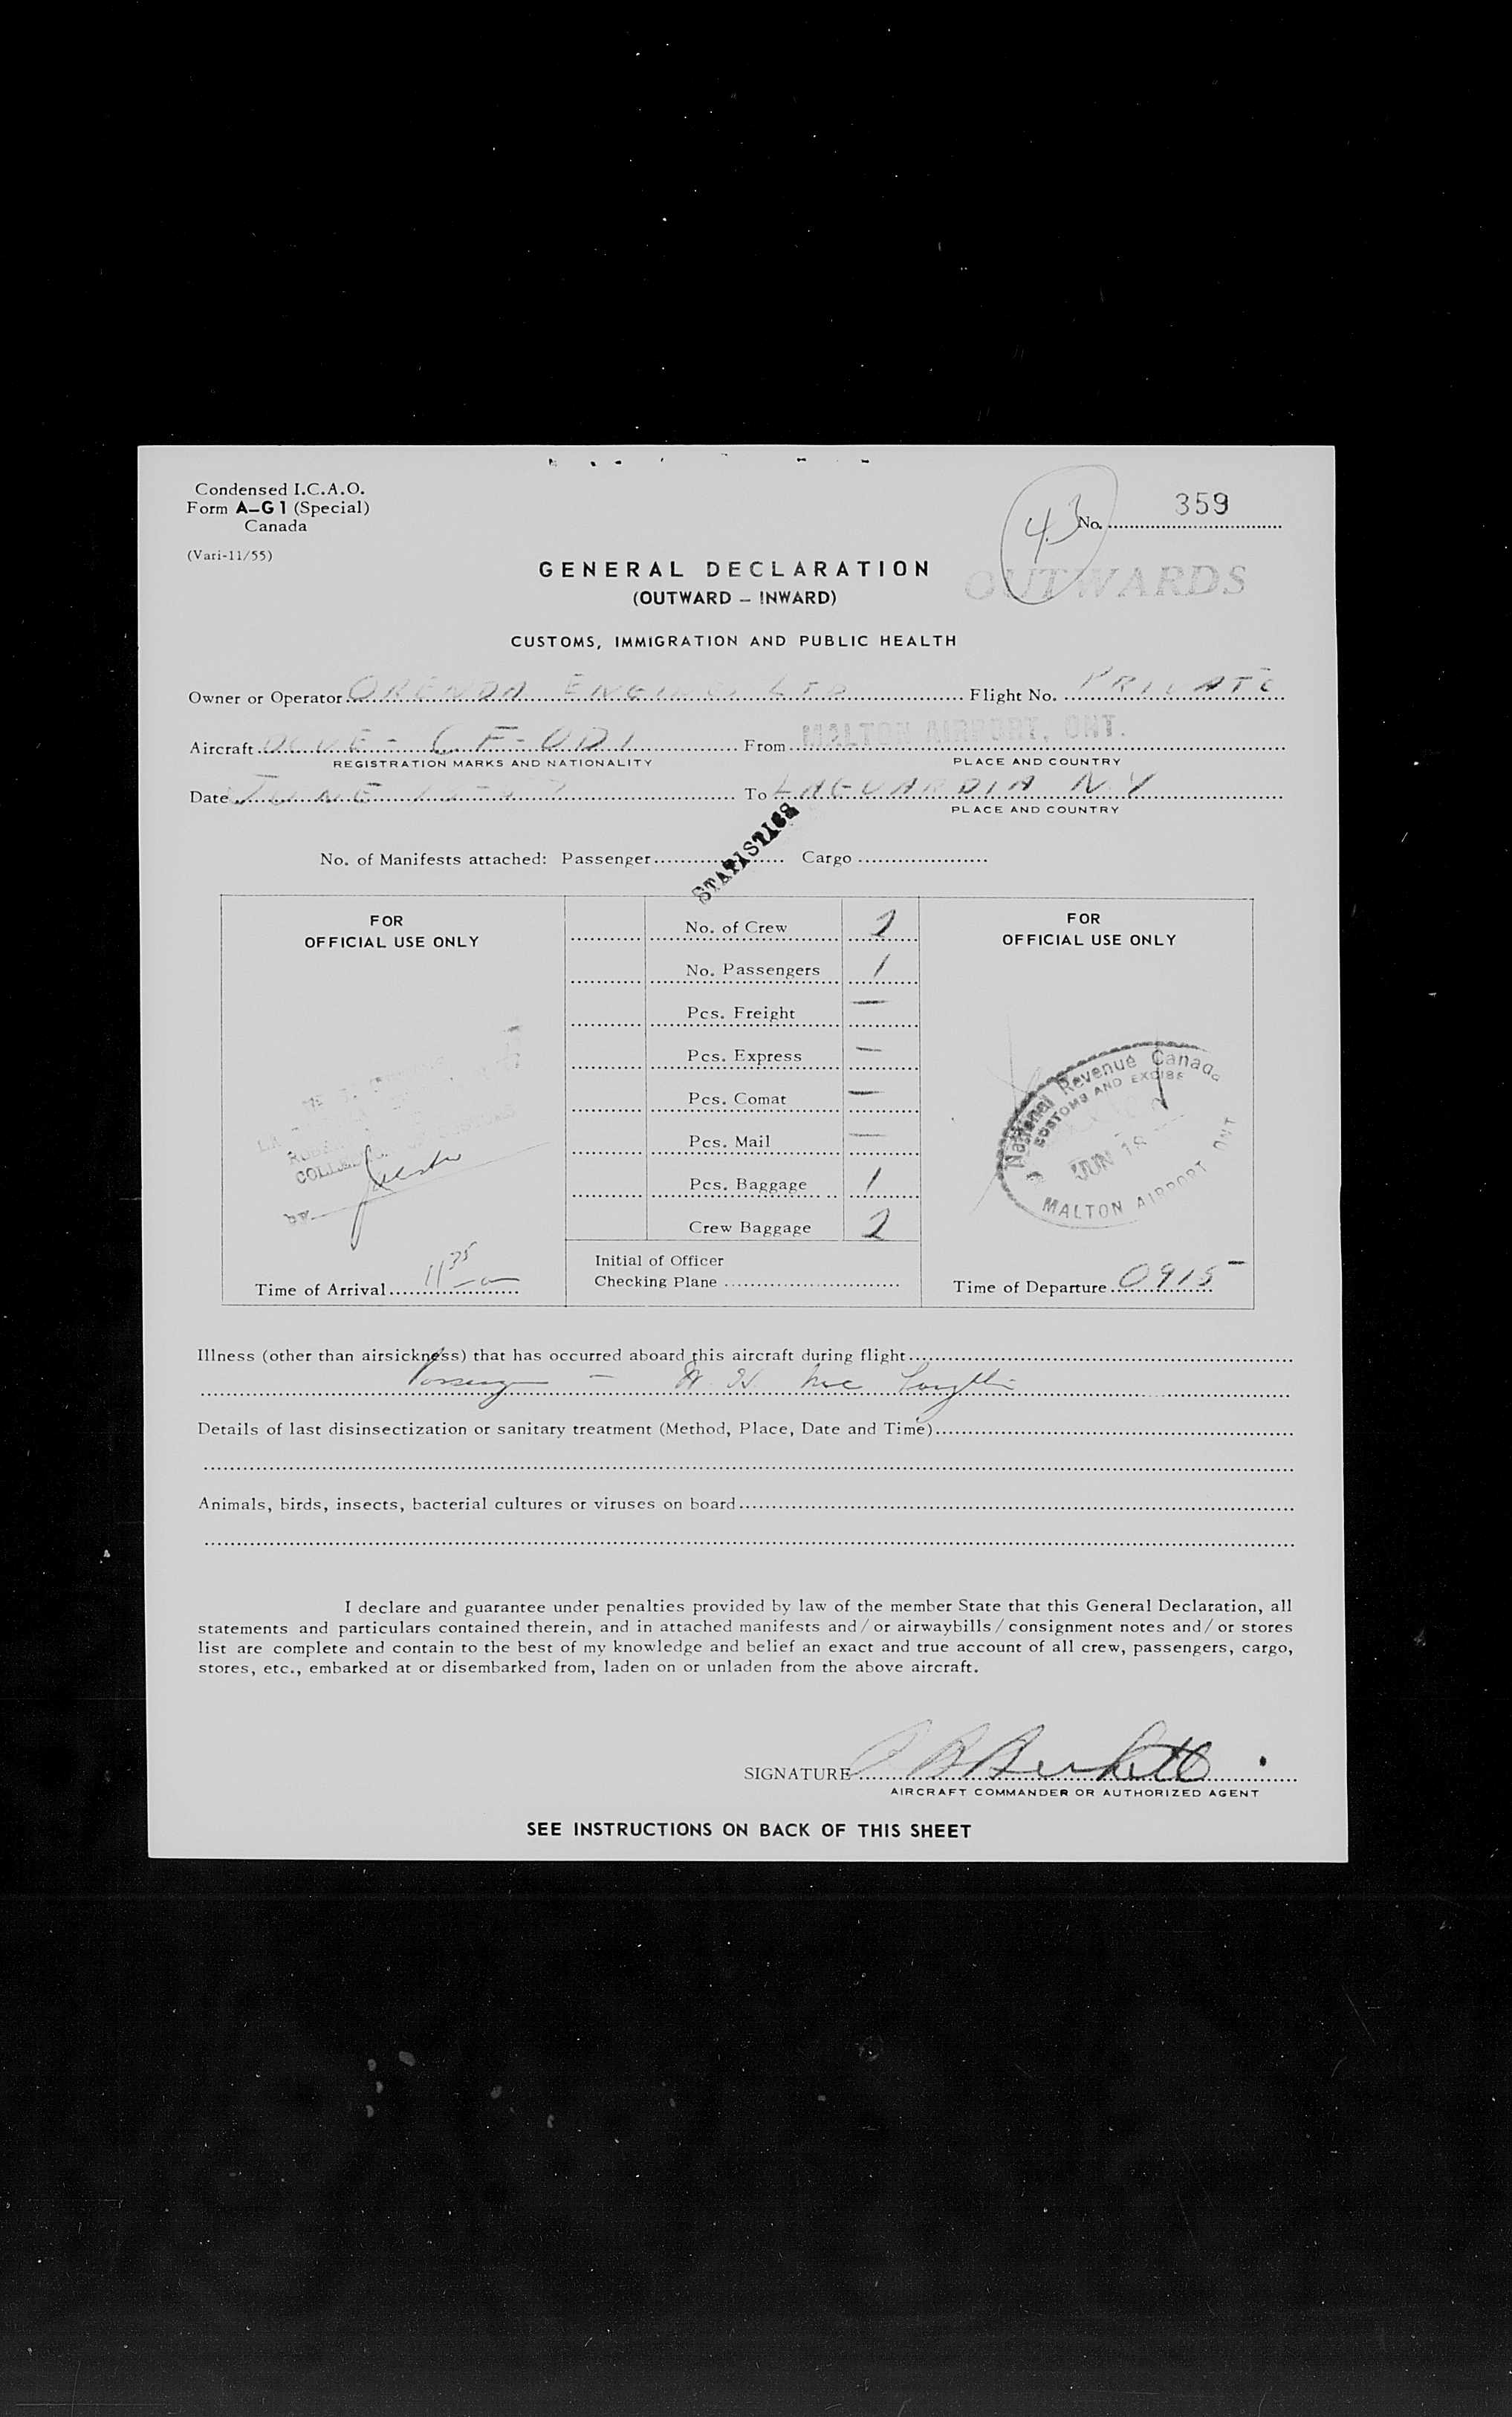 Condensed I.C.A.O.
Form A–G1 (Special)
Canada
(Vari-11/55)
43
No. 359
OUTWARDS
GENERAL DECLARATION
(OUTWARD – INWARD)
CUSTOMS, IMMIGRATION AND PUBLIC HEALTH
Owner or Operator ORENDA ENGINES LTD Flight No. PRIVATE
Aircraft DOVE - CF-ODI From MALTON AIRPORT, ONT.
REGISTRATION MARKS AND NATIONALITY PLACE AND COUNTRY
Date JUNE To LAGUARDIA N.Y
PLACE AND COUNTRY
STATISTICS
No. of Manifests attached: Passenger Cargo
FOR
OFFICIAL USE ONLY
No. of Crew 2
No. Passengers 1
Pcs. Freight —
Pcs. Express —
Pcs. Comat —
Pcs. Mail —
Pcs. Baggage 1
Crew Baggage 2
Initial of Officer
Checking Plane
FOR
OFFICIAL USE ONLY
National Revenue Canada
CUSTOMS AND EXCISE
JUN 18
MALTON AIRPORT ONT
by
Time of Arrival 11 35 a
Time of Departure 0915
Illness (other than airsickness) that has occurred aboard this aircraft during flight
Passenger – H. Mc
Details of last disinsectization or sanitary treatment (Method, Place, Date and Time)
Animals, birds, insects, bacterial cultures or viruses on board
I declare and guarantee under penalties provided by law of the member State that this General Declaration, all
statements and particulars contained therein, and in attached manifests and/or airwaybills/consignment notes and/or stores
list are complete and contain to the best of my knowledge and belief an exact and true account of all crew, passengers, cargo,
stores, etc., embarked at or disembarked from, laden on or unladen from the above aircraft.
SIGNATURE
AIRCRAFT COMMANDER OR AUTHORIZED AGENT
SEE INSTRUCTIONS ON BACK OF THIS SHEET